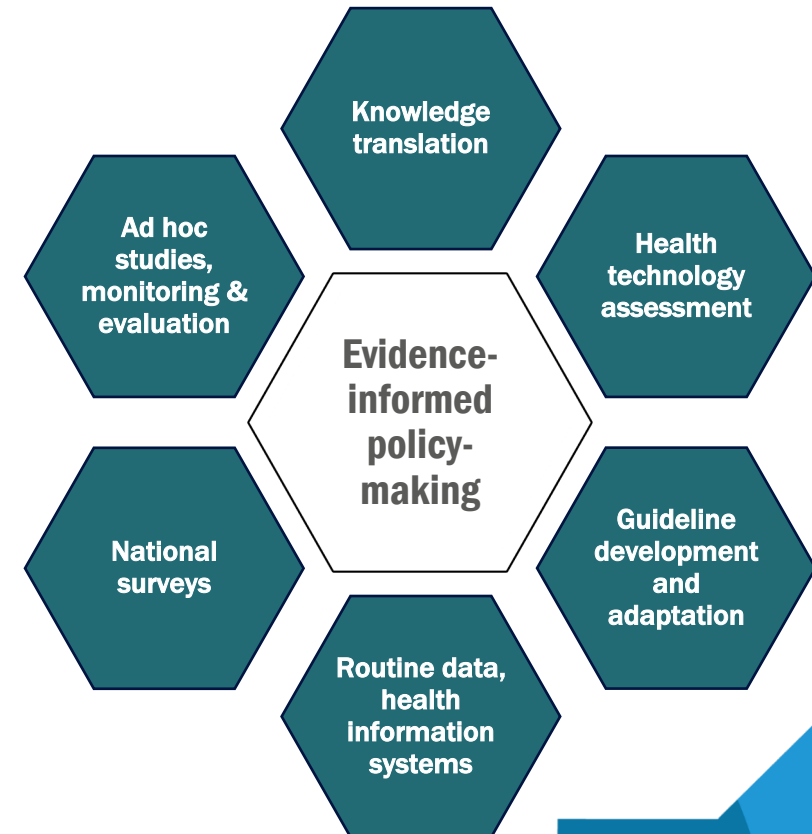 Knowledge
translation
Health
technology
assessment
Guideline
development
and
adaptation
Routine data,
health
information
systems
National
surveys
Ad hoc
studies,
monitoring &
evaluation
Evidence-
informed
policy-
making